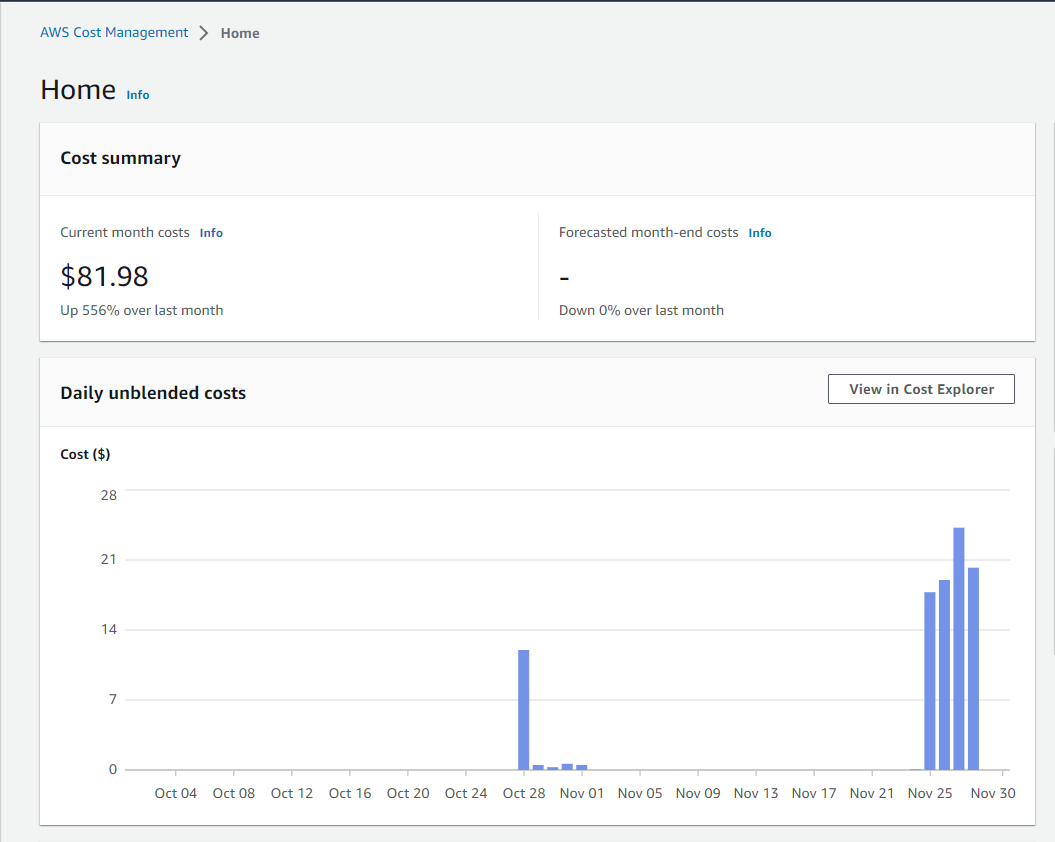 AWS Cost Management > Home
Home Info
Cost summary
Current month costs Info
$81.98
Up 556% over last month
Forecasted month-end costs Info
-
Down 0% over last month
Daily unblended costs
View in Cost Explorer
Cost ($)
28
21
14
7
0
Oct 04 Oct 08 Oct 12 Oct 16 Oct 20 Oct 24 Oct 28 Nov 01 Nov 05 Nov 09 Nov 13 Nov 17 Nov 21 Nov 25 Nov 30